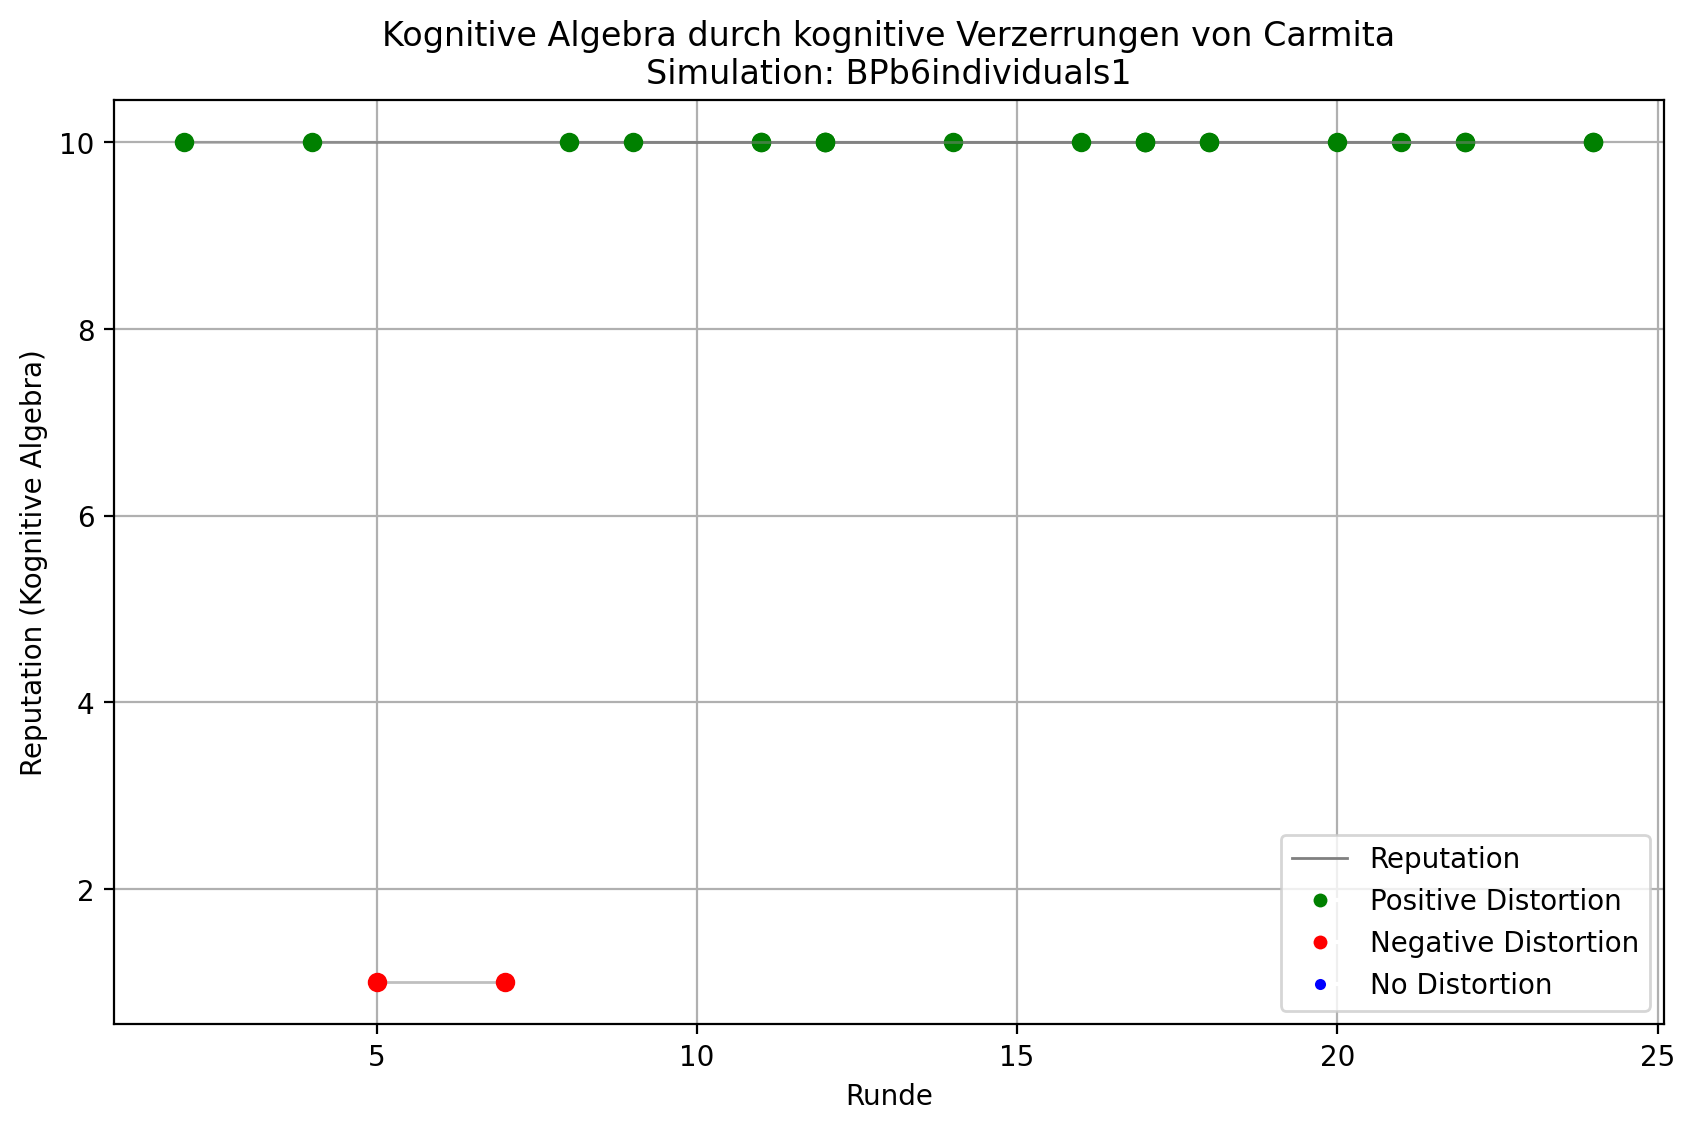 Kognitive Algebra durch kognitive Verzerrungen von Carmita
Simulation: BPb6individuals1
Reputation (Kognitive Algebra)
10
8
6
4
2
5
10
15
20
25
Runde
Reputation
Positive Distortion
Negative Distortion
No Distortion